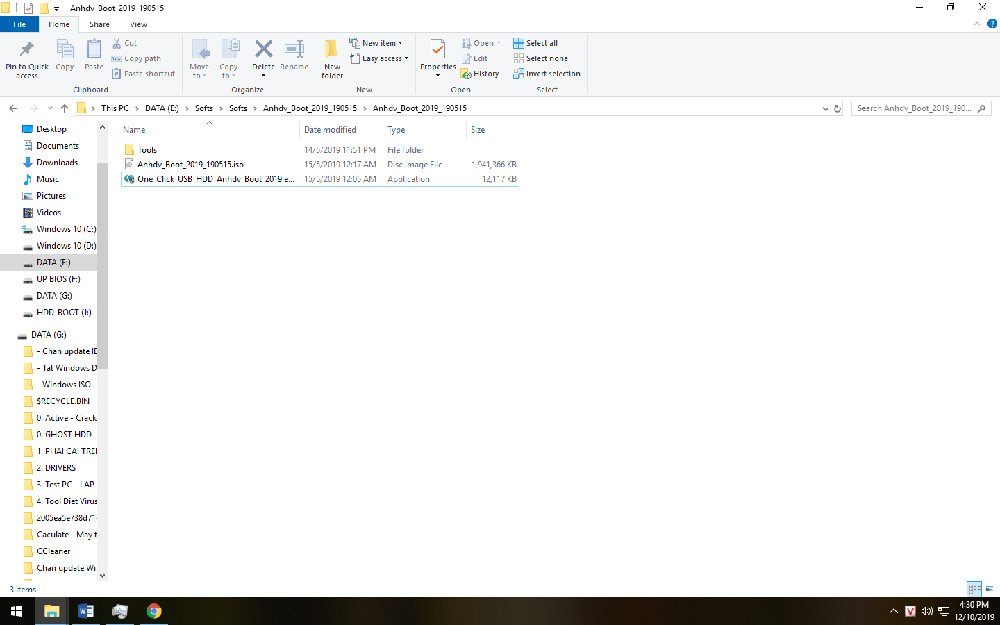 Anhdv_Boot_2019_190515
File Home Share View
Pin to Quick access
Copy
Paste
Cut
Copy path
Paste shortcut
Clipboard
Move to
Copy to
Delete
Rename
Organize
New folder
New item
Easy access
New
Properties
Open
Edit
History
Open
Select all
Select none
Invert selection
Select
This PC > DATA (E:) > Softs > Softs > Anhdv_Boot_2019_190515 > Anhdv_Boot_2019_190515
Search Anhdv_Boot_2019_190...
Desktop
Documents
Downloads
Music
Pictures
Videos
Windows 10 (C:)
Windows 10 (D:)
DATA (E:)
UP BIOS (F:)
DATA (G:)
HDD-BOOT (J:)
DATA (G:)
- Chan update ID
- Tat Windows D
- Windows ISO
$RECYCLE.BIN
0. Active - Crack
0. GHOST HDD
1. PHAI CAI TREN
2. DRIVERS
3. Test PC - LAP
4. Tool Diet Virus
2005ea5e738d714
Caculate - May t
CCleaner
Chan update Wi
Name Date modified Type Size
Tools 14/5/2019 11:51 PM File folder
Anhdv_Boot_2019_190515.iso 15/5/2019 12:17 AM Disc Image File 1,941,366 KB
One_Click_USB_HDD_Anhdv_Boot_2019.e... 15/5/2019 12:05 AM Application 12,117 KB
3 items
4:30 PM
12/10/2019